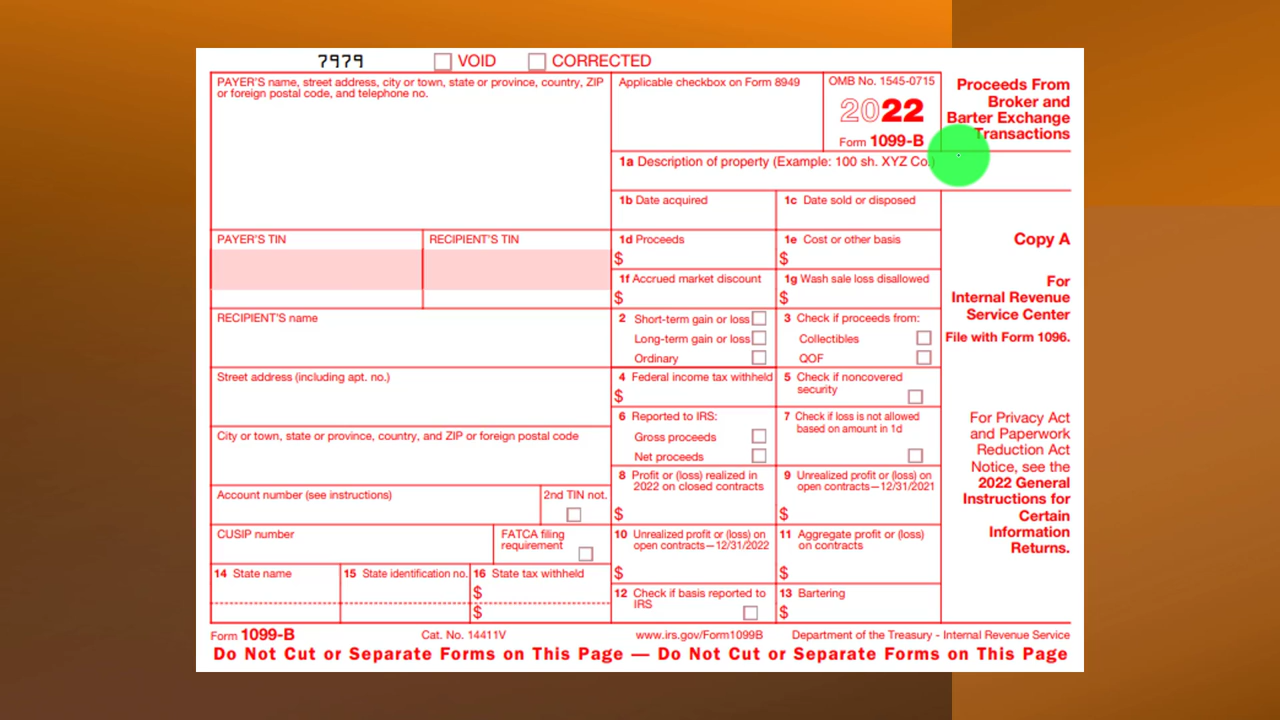 7979 VOID CORRECTED
PAYER'S name, street address, city or town, state or province, country, ZIP
or foreign postal code, and telephone no.
Applicable checkbox on Form 8949
OMB No. 1545-0715
2022
Form 1099-B
Proceeds From
Broker and
Barter Exchange
Transactions
1a Description of property (Example: 100 sh. XYZ Co.)
1b Date acquired
1c Date sold or disposed
PAYER'S TIN
RECIPIENT'S TIN
1d Proceeds
$
1e Cost or other basis
$
Copy A
1f Accrued market discount
$
1g Wash sale loss disallowed
$
For
Internal Revenue
Service Center
File with Form 1096.
RECIPIENT'S name
2 Short-term gain or loss
Long-term gain or loss
Ordinary
3 Check if proceeds from:
Collectibles
QOF
Street address (including apt. no.)
4 Federal income tax withheld
$
5 Check if noncovered
security
City or town, state or province, country, and ZIP or foreign postal code
6 Reported to IRS:
Gross proceeds
Net proceeds
7 Check if loss is not allowed
based on amount in 1d
For Privacy Act
and Paperwork
Reduction Act
Notice, see the
2022 General
Instructions for
Certain
Information
Returns.
8 Profit or (loss) realized in
2022 on closed contracts
$
9 Unrealized profit or (loss) on
open contracts—12/31/2021
$
Account number (see instructions)
2nd TIN not.
CUSIP number
FATCA filing
requirement
10 Unrealized profit or (loss) on
open contracts—12/31/2022
$
11 Aggregate profit or (loss)
on contracts
$
14 State name
15 State identification no.
16 State tax withheld
$
$
12 Check if basis reported to
IRS
13 Bartering
$
Form 1099-B
Cat. No. 14411V
www.irs.gov/Form1099B
Department of the Treasury - Internal Revenue Service
Do Not Cut or Separate Forms on This Page — Do Not Cut or Separate Forms on This Page